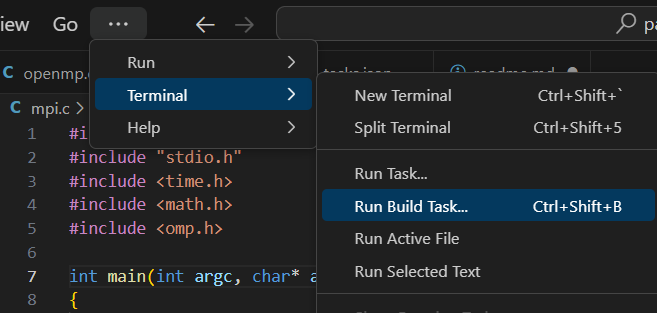 iew Go ...
pa
openmp.c
tasks.json
readme.md
mpi.c >
Run
Terminal
Help
New Terminal Ctrl+Shift+`
Split Terminal Ctrl+Shift+5
Run Task...
Run Build Task... Ctrl+Shift+B
Run Active File
Run Selected Text
1 #i
2 #include "stdio.h"
3 #include <time.h>
4 #include <math.h>
5 #include <omp.h>
6
7 int main(int argc, char* a
8 {